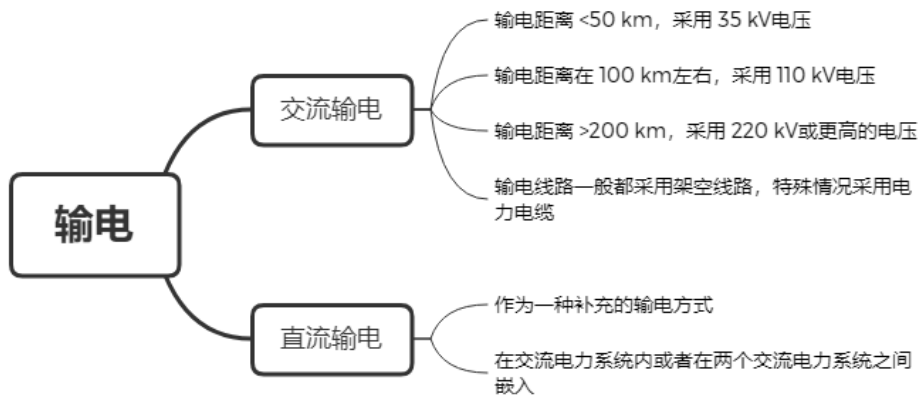 输电
交流输电
输电距离 <50 km，采用 35 kV电压
输电距离在 100 km左右，采用 110 kV电压
输电距离 >200 km，采用 220 kV或更高的电压
输电线路一般都采用架空线路，特殊情况采用电
力电缆
直流输电
作为一种补充的输电方式
在交流电力系统内或者在两个交流电力系统之间
嵌入